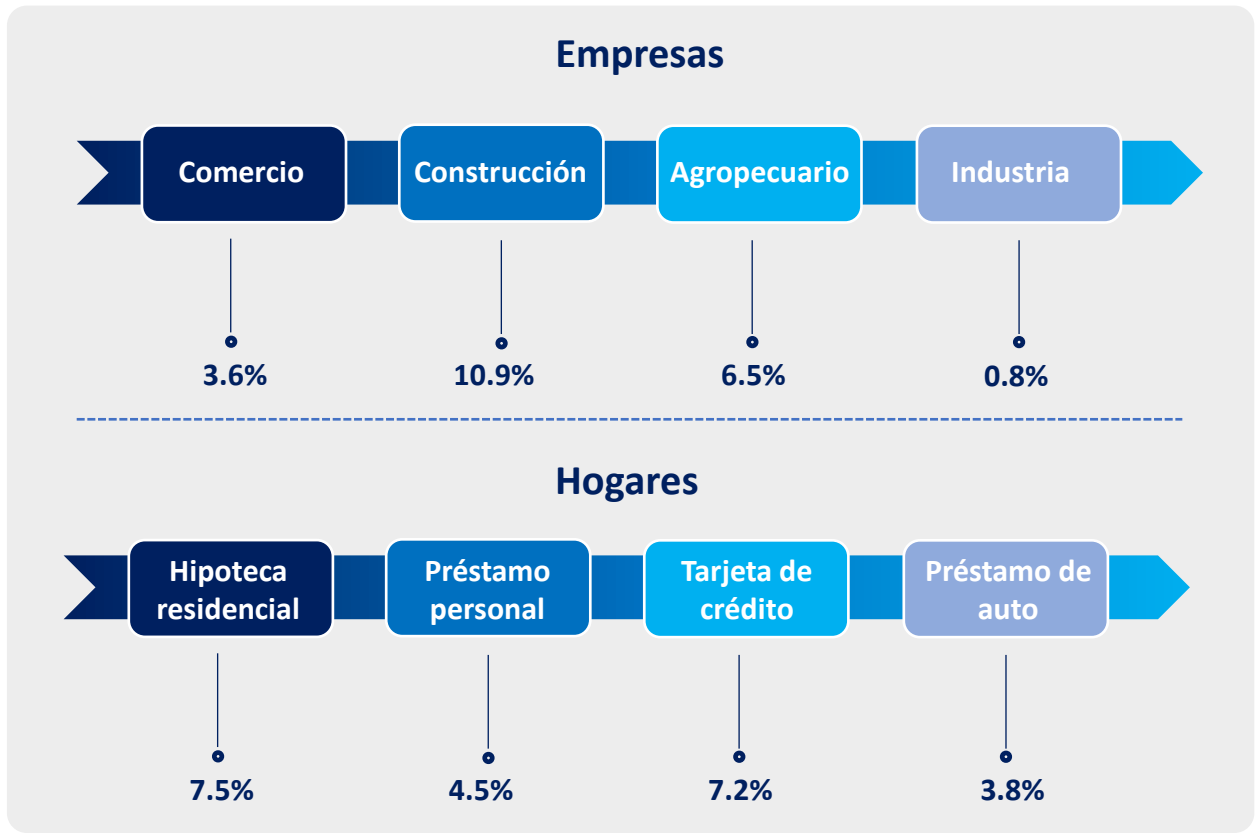 Empresas
Comercio
Construcción
Agropecuario
Industria
3.6%
10.9%
6.5%
0.8%
Hogares
Hipoteca
residencial
Préstamo
personal
Tarjeta de
crédito
Préstamo de
auto
7.5%
4.5%
7.2%
3.8%